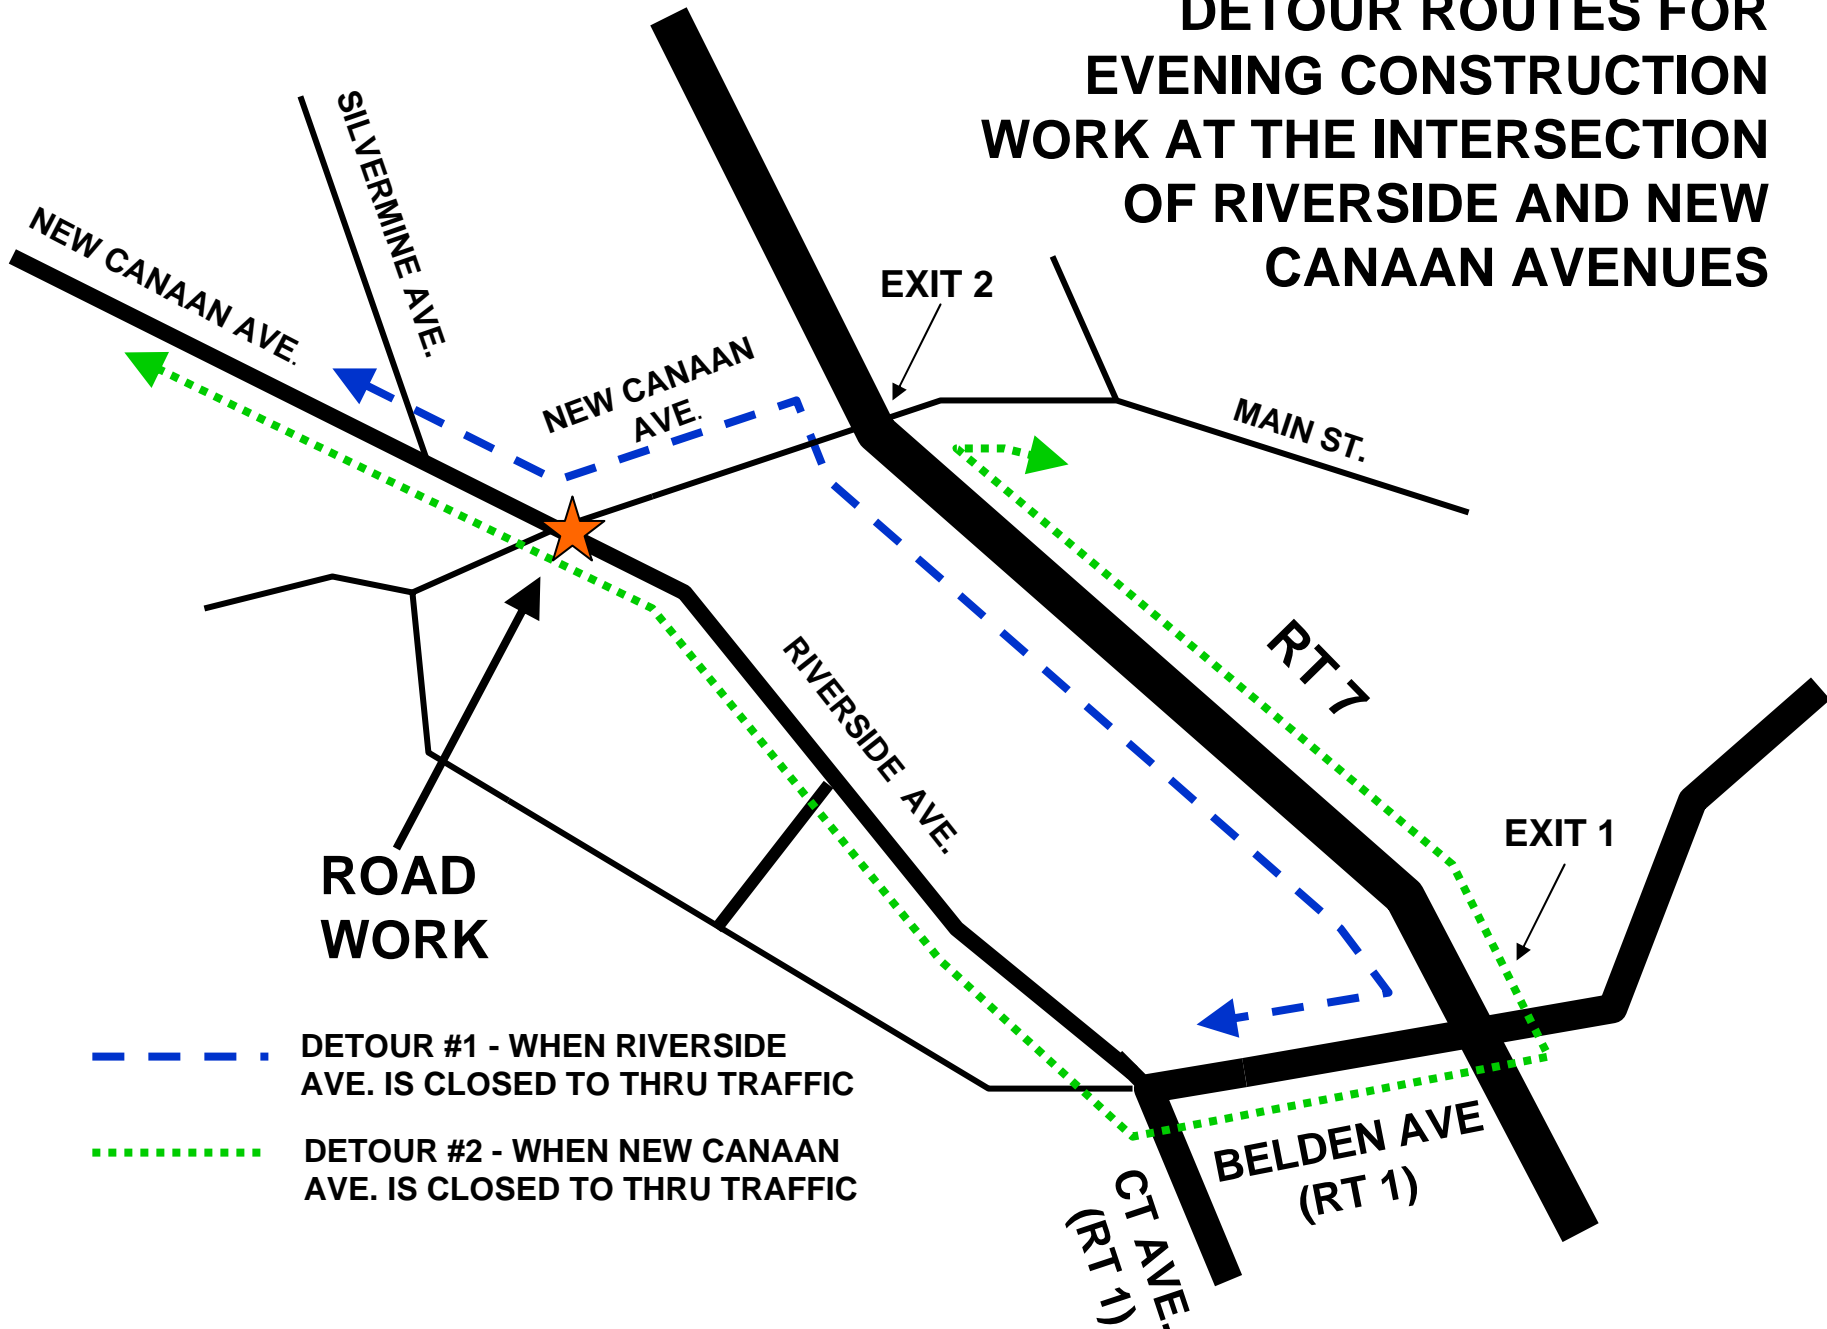 DETOUR ROUTES FOR
EVENING CONSTRUCTION
WORK AT THE INTERSECTION
OF RIVERSIDE AND NEW
CANAAN AVENUES
SILVERMINE AVE.
NEW CANAAN AVE.
EXIT 2
NEW CANAAN
AVE.
MAIN ST.
RT 7
RIVERSIDE AVE.
EXIT 1
ROAD
WORK
DETOUR #1 - WHEN RIVERSIDE
AVE. IS CLOSED TO THRU TRAFFIC
DETOUR #2 - WHEN NEW CANAAN
AVE. IS CLOSED TO THRU TRAFFIC
BELDEN AVE
(RT 1)
CT AVE.
(RT 1)